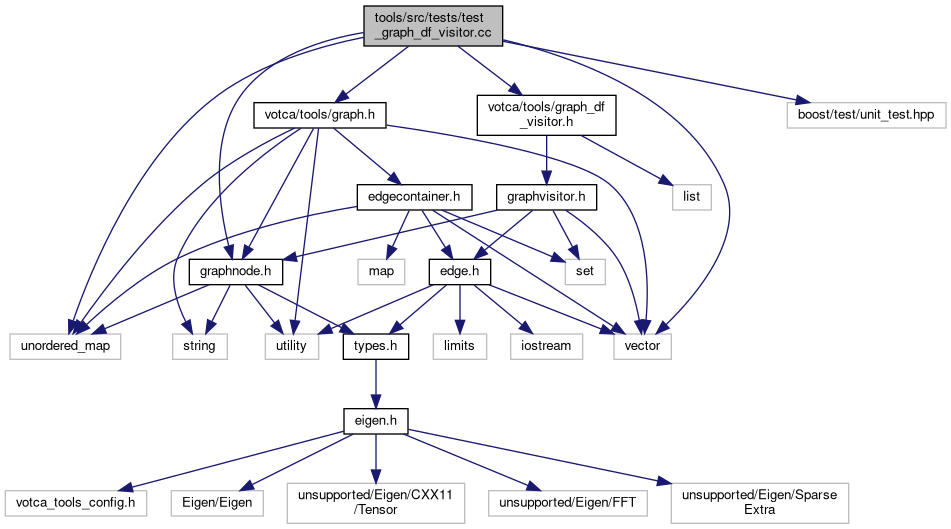 tools/src/tests/test
_graph_df_visitor.cc
votca/tools/graph.h
votca/tools/graph_df
_visitor.h
boost/test/unit_test.hpp
edgecontainer.h
graphvisitor.h
list
graphnode.h
map
edge.h
set
unordered_map
string
utility
types.h
limits
iostream
vector
eigen.h
votca_tools_config.h
Eigen/Eigen
unsupported/Eigen/CXX11
/Tensor
unsupported/Eigen/FFT
unsupported/Eigen/Sparse
Extra